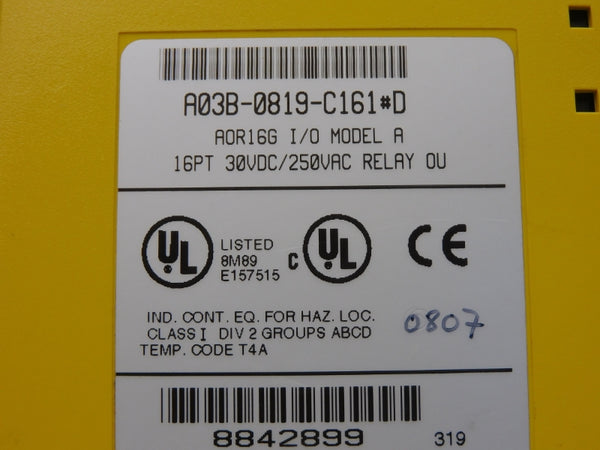 A03B-0819-C161#D
AOR16G I/O MODEL A
16PT 30VDC/250VAC RELAY OU
UL LISTED
8M89
E157515
C UL CE
IND. CONT. EQ. FOR HAZ. LOC.
CLASS I DIV 2 GROUPS ABCD
TEMP. CODE T4A
0807
8842899 319